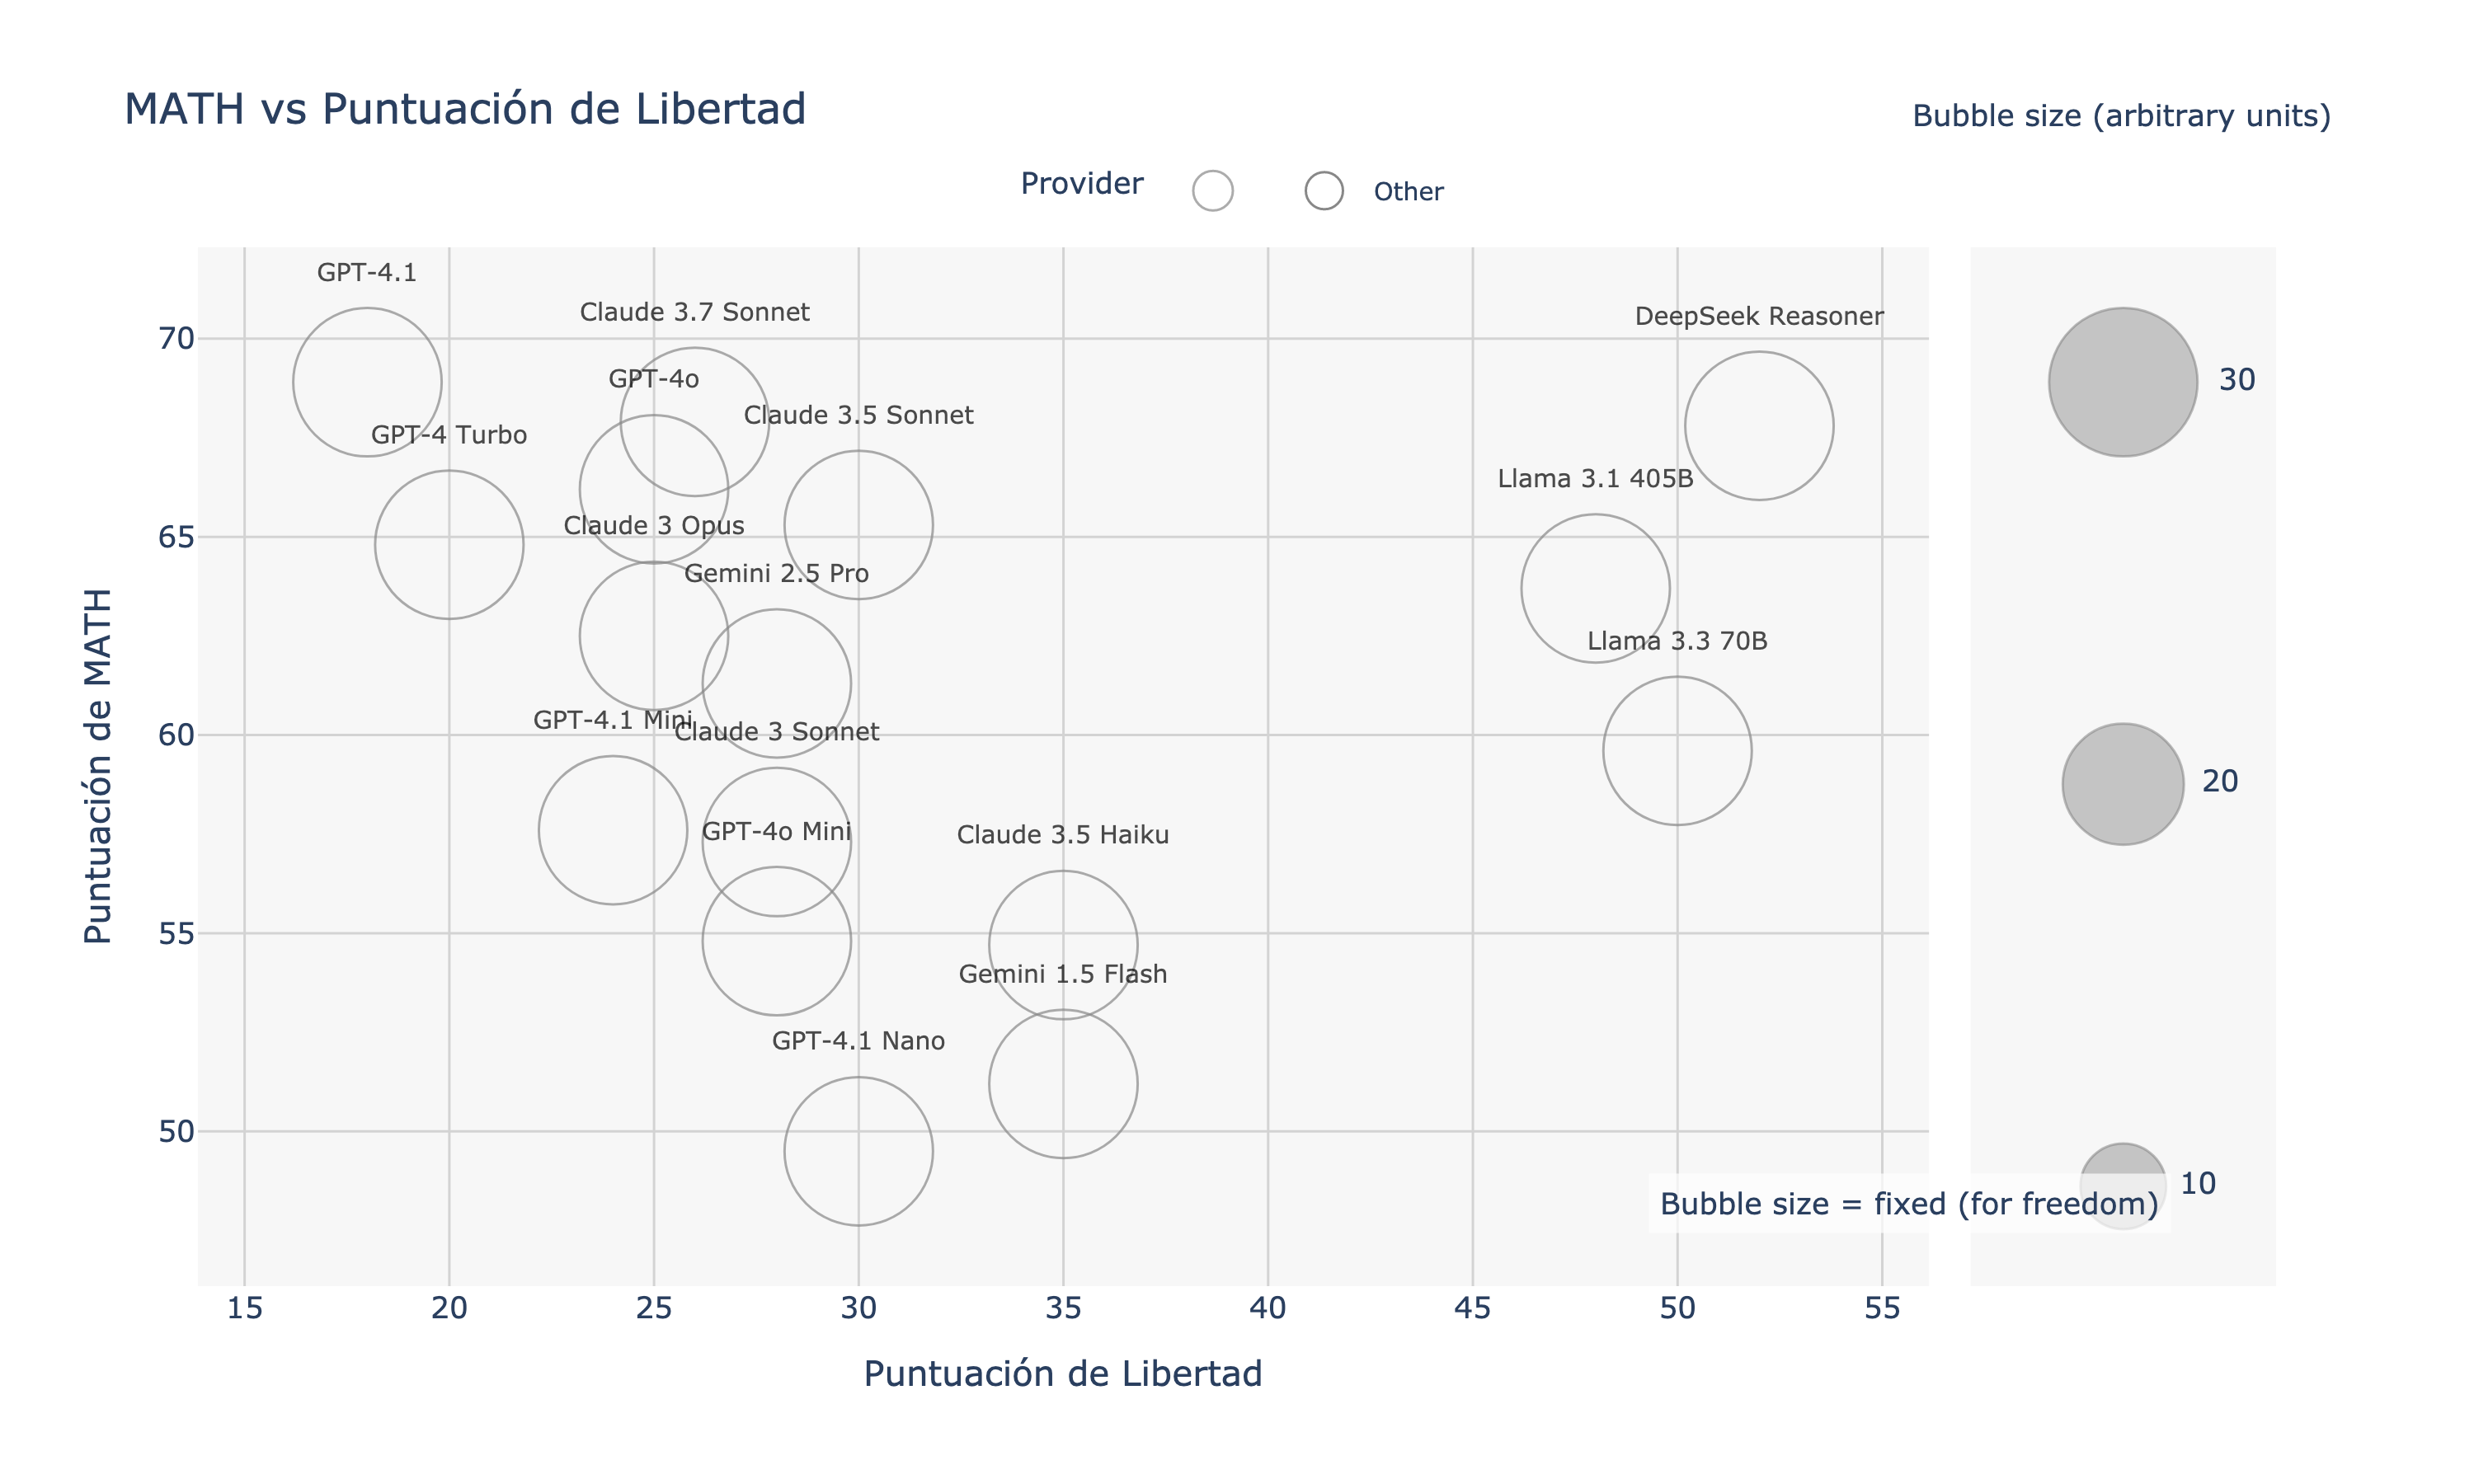 MATH vs Puntuación de Libertad
Bubble size (arbitrary units)
Provider
Other
GPT-4.1
Claude 3.7 Sonnet
DeepSeek Reasoner
GPT-4o
Claude 3.5 Sonnet
GPT-4 Turbo
Llama 3.1 405B
Claude 3 Opus
Gemini 2.5 Pro
Llama 3.3 70B
GPT-4.1 Mini
Claude 3 Sonnet
GPT-4o Mini
Claude 3.5 Haiku
Gemini 1.5 Flash
GPT-4.1 Nano
70
65
60
55
50
Puntuación de MATH
30
20
10
Bubble size = fixed (for freedom)
15 20 25 30 35 40 45 50 55
Puntuación de Libertad